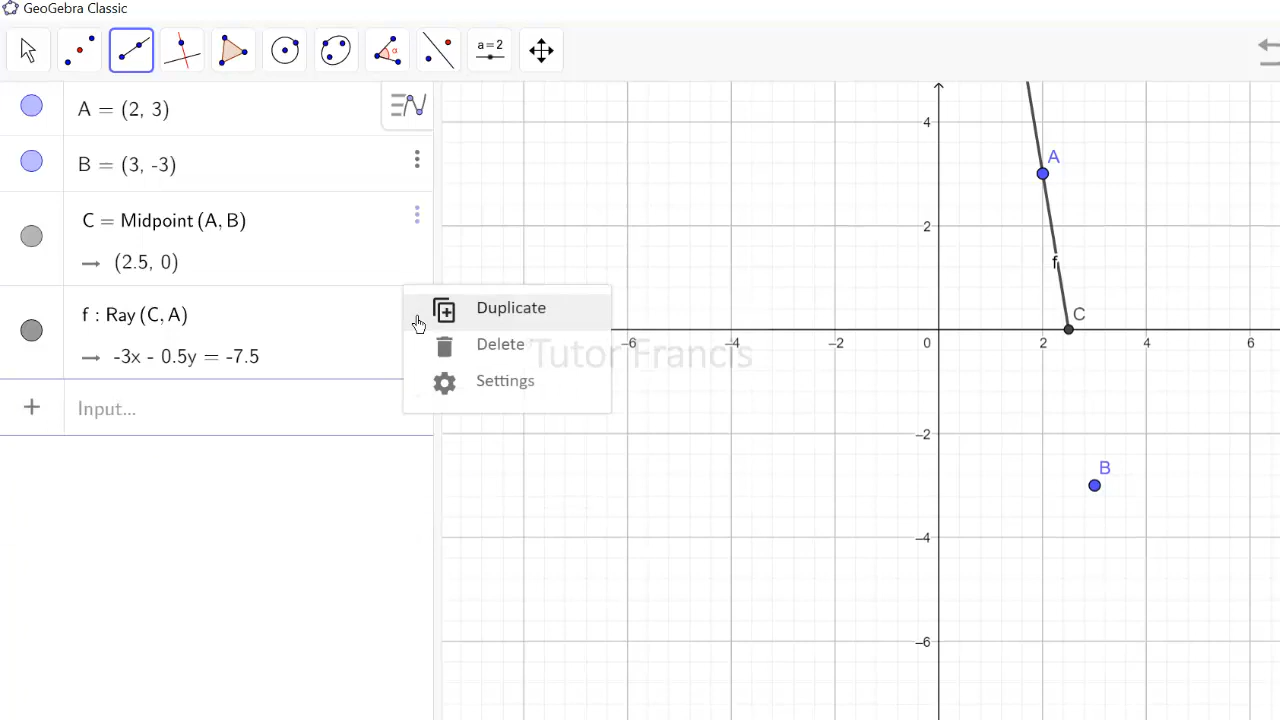 GeoGebra Classic
a=2
α
A = (2, 3)
B = (3, -3)
C = Midpoint (A, B)
→ (2.5, 0)
f : Ray (C, A)
→ -3x - 0.5y = -7.5
+ Input...
Duplicate
Delete
Settings
Tutor Francis
4
A
2
f
C
–6 –4 –2 0 2 4 6
–2
B
–4
–6